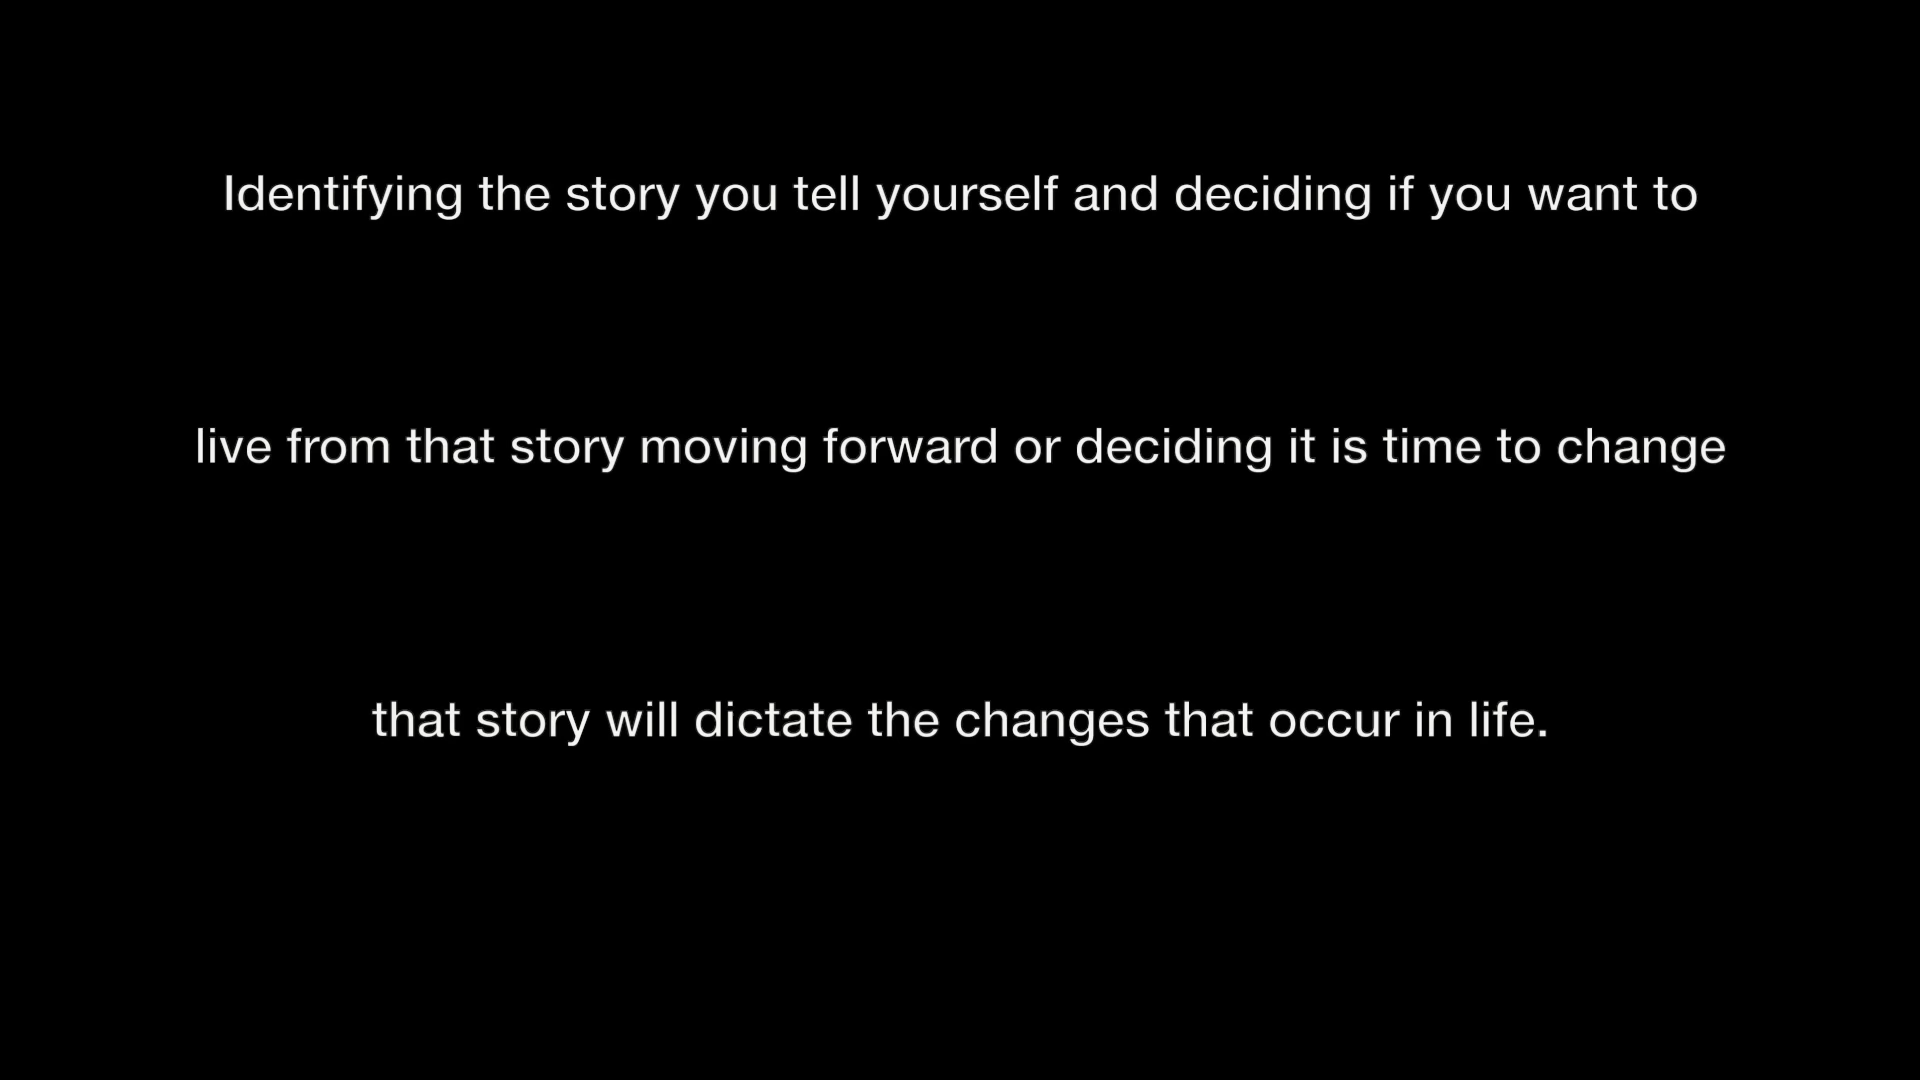 Identifying the story you tell yourself and deciding if you want to
live from that story moving forward or deciding it is time to change
that story will dictate the changes that occur in life.